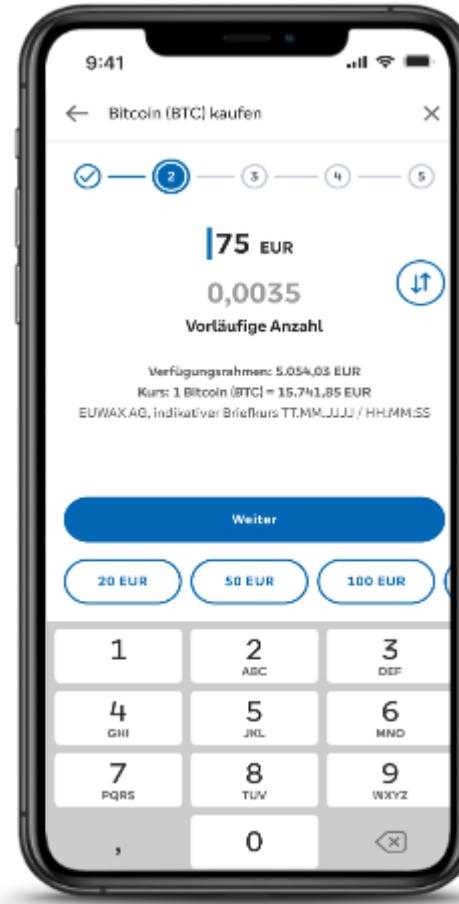 9:41
Bitcoin (BTC) kaufen
2 3 4 5
75 EUR
0,0035
Vorläufige Anzahl
Verfügungsrahmen: 5.054,03 EUR
Kurs: 1 Bitcoin (BTC) = 15.741,85 EUR
EUWAX AG, indikativer Briefkurs TT.MM.JJJJ / HH:MM:SS
Weiter
20 EUR 50 EUR 100 EUR
1 2 3
ABC DEF
4 5 6
GHI JKL MNO
7 8 9
PQRS TUV WXYZ
, 0